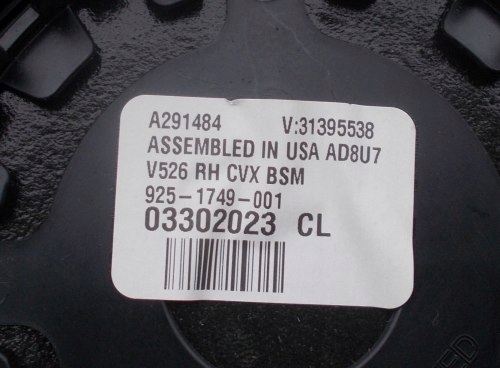 A291484 V:31395538
ASSEMBLED IN USA AD8U7
V526 RH CVX BSM
925-1749-001
03302023 CL